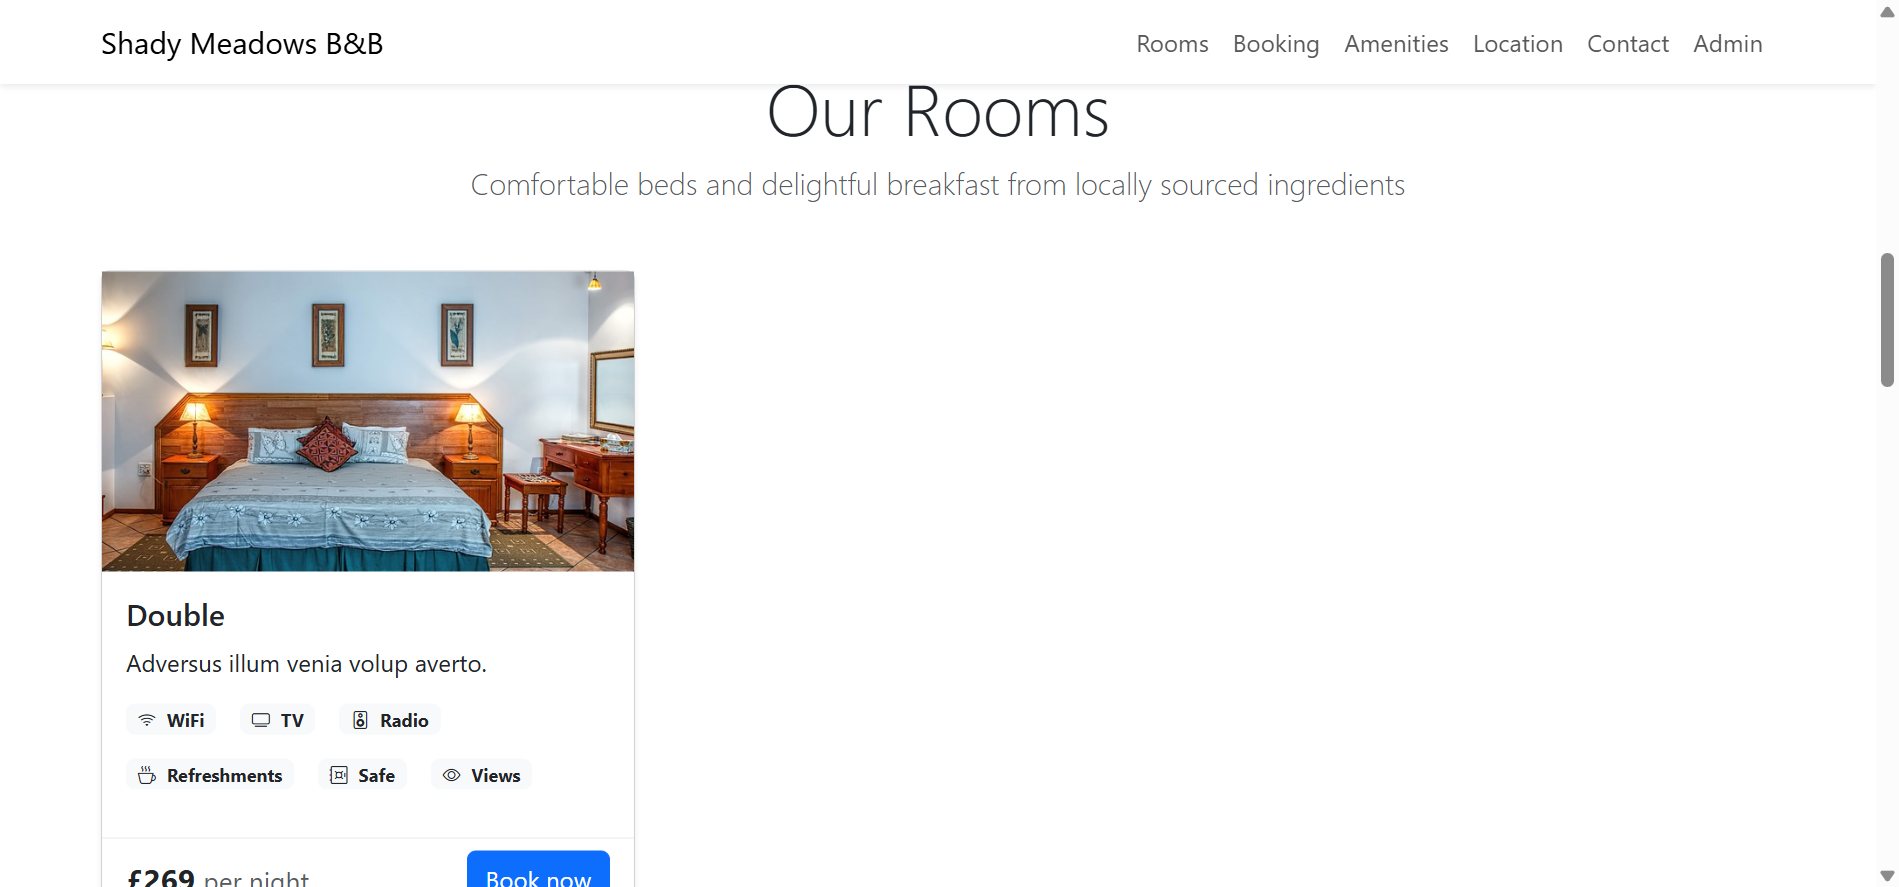 Shady Meadows B&B
Rooms Booking Amenities Location Contact Admin
Our Rooms
Comfortable beds and delightful breakfast from locally sourced ingredients
Double
Adversus illum venia volup averto.
WiFi TV Radio
Refreshments Safe Views
£269 per night Book now